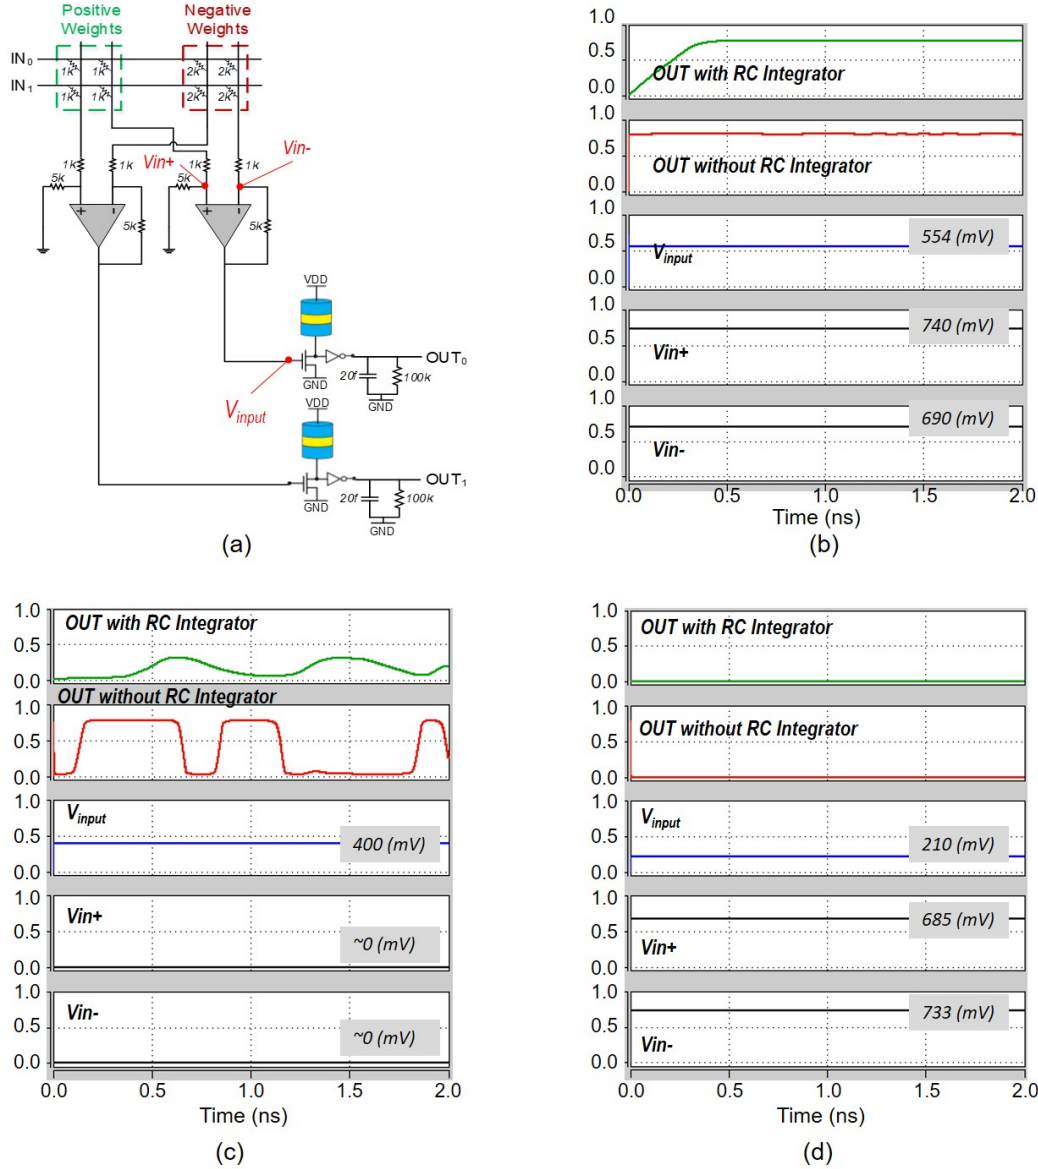 Positive
Weights
Negative
Weights
IN0
IN1
1k
1k
2k
2k
1k
1k
2k
2k
1k
1k
Vin+
1k
1k
Vin-
5k
5k
+
-
+
-
5k
5k
VDD
Vinput
GND
20f
100k
OUT0
GND
VDD
GND
20f
100k
OUT1
GND
(a)
1.0
0.5
0.0
OUT with RC Integrator
1.0
0.5
0.0
OUT without RC Integrator
1.0
0.5
0.0
Vinput
554 (mV)
1.0
0.5
0.0
Vin+
740 (mV)
1.0
0.5
0.0
Vin-
690 (mV)
0.0 0.5 1.0 1.5 2.0
Time (ns)
(b)
1.0
0.5
0.0
OUT with RC Integrator
OUT without RC Integrator
1.0
0.5
0.0
1.0
0.5
0.0
Vinput
400 (mV)
1.0
0.5
0.0
Vin+
~0 (mV)
1.0
0.5
0.0
Vin-
~0 (mV)
0.0 0.5 1.0 1.5 2.0
Time (ns)
(c)
1.0
0.5
0.0
OUT with RC Integrator
1.0
0.5
0.0
OUT without RC Integrator
1.0
0.5
0.0
Vinput
210 (mV)
1.0
0.5
0.0
Vin+
685 (mV)
1.0
0.5
0.0
Vin-
733 (mV)
0.0 0.5 1.0 1.5 2.0
Time (ns)
(d)